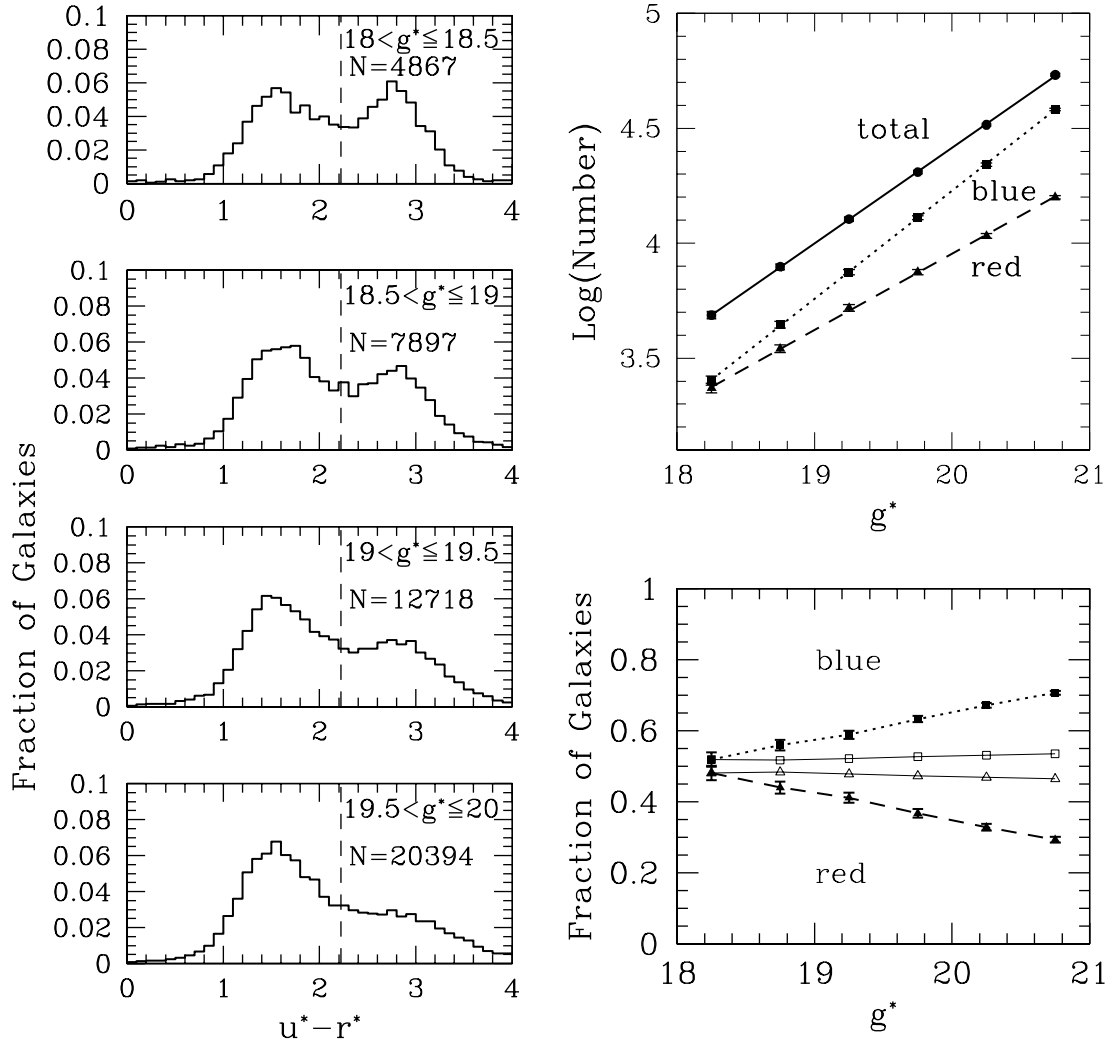 Fraction of Galaxies
0.1
0.08
0.06
0.04
0.02
0
18<g*≦18.5
N=4867
0 1 2 3 4
0.1
0.08
0.06
0.04
0.02
0
18.5<g*≦19
N=7897
0 1 2 3 4
0.1
0.08
0.06
0.04
0.02
0
19<g*≦19.5
N=12718
0 1 2 3 4
0.1
0.08
0.06
0.04
0.02
0
19.5<g*≦20
N=20394
0 1 2 3 4
u*−r*
Log(Number)
5
4.5
4
3.5
total
blue
red
18 19 20 21
g*
Fraction of Galaxies
1
0.8
0.6
0.4
0.2
0
blue
red
18 19 20 21
g*